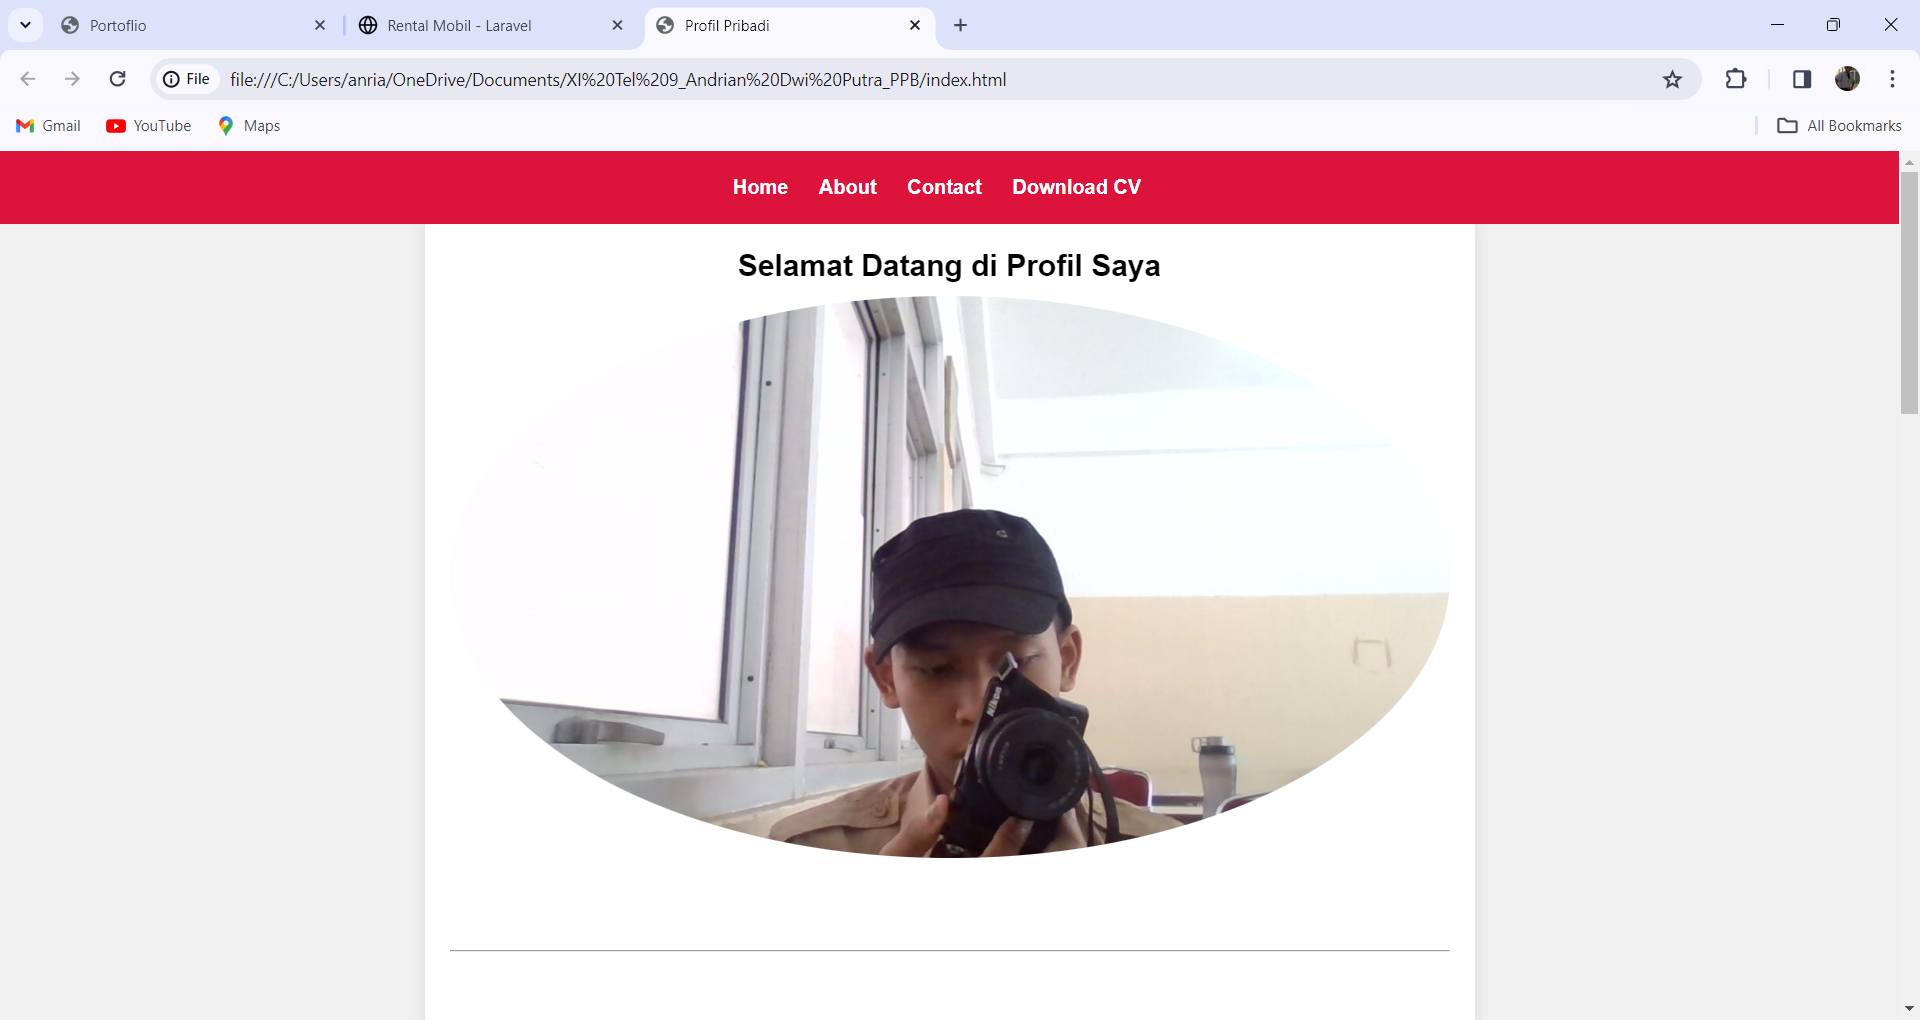 Portoflio
Rental Mobil - Laravel
Profil Pribadi
File
file:///C:/Users/anria/OneDrive/Documents/XI%20Tel%209_Andrian%20Dwi%20Putra_PPB/index.html
Gmail
YouTube
Maps
All Bookmarks
Home About Contact Download CV
Selamat Datang di Profil Saya
Nikon